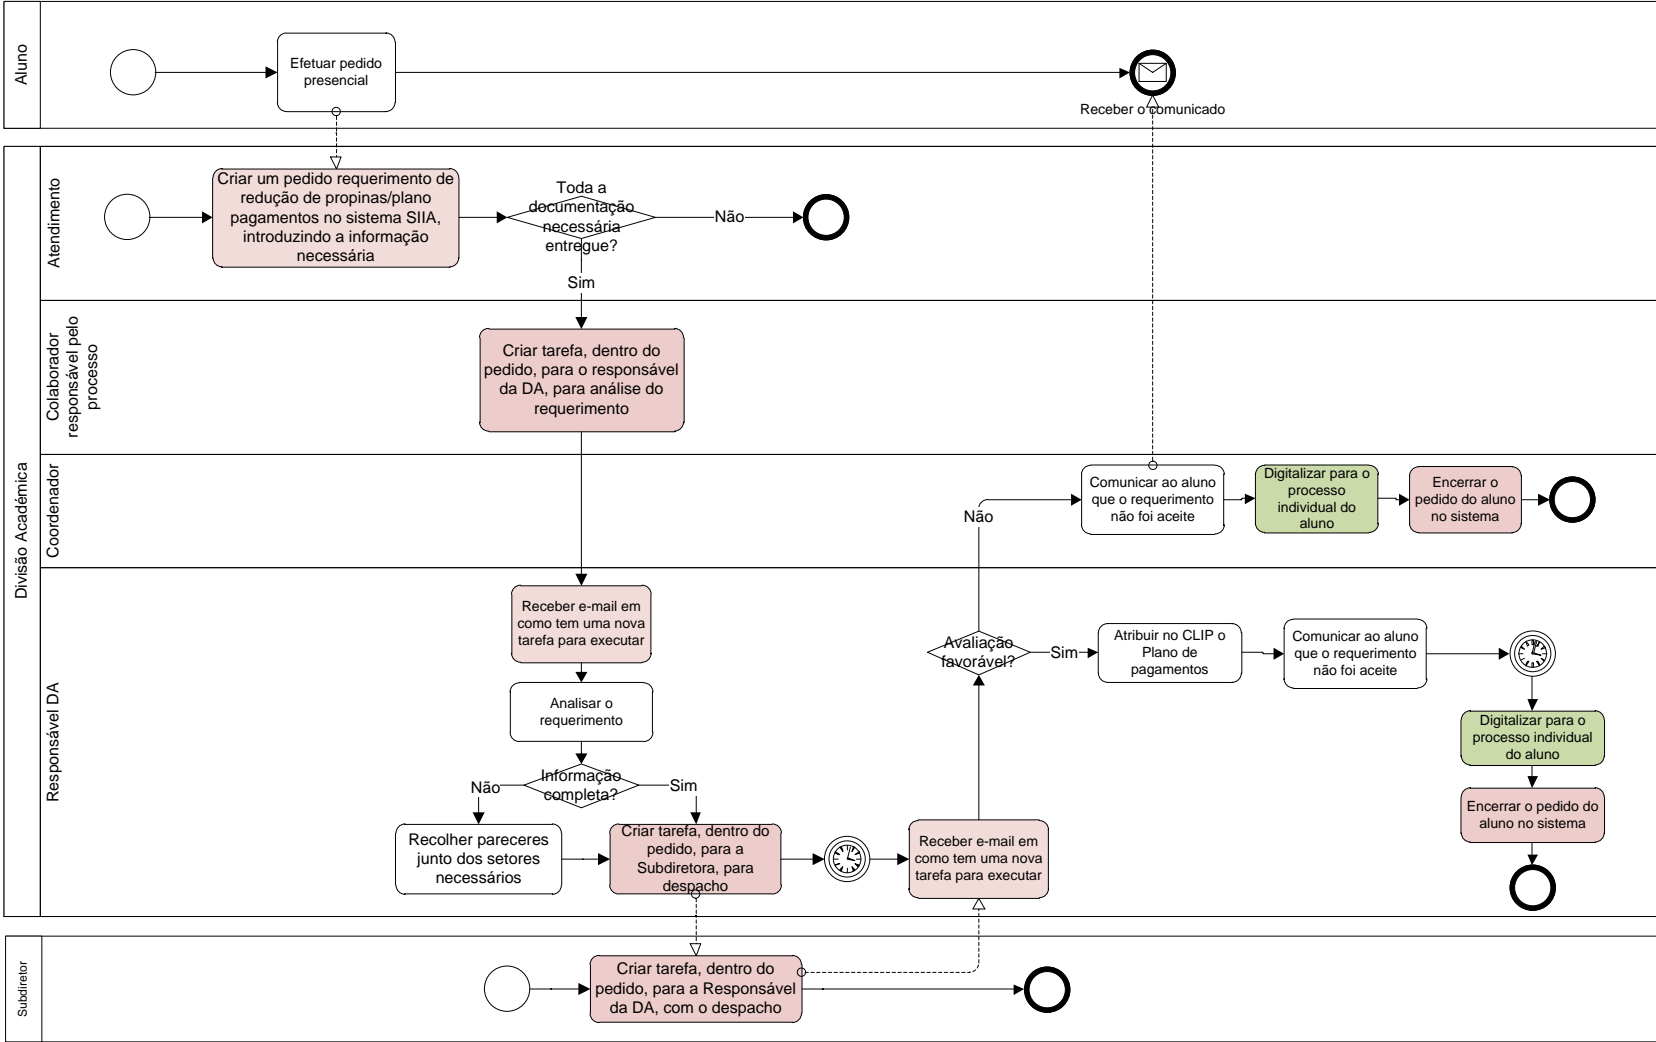 Aluno
Efetuar pedido
presencial
Receber o comunicado
Divisão Académica
Atendimento
Criar um pedido requerimento de
redução de propinas/plano
pagamentos no sistema SIIA,
introduzindo a informação
necessária
Toda a
documentação
necessária
entregue?
Não
Sim
Colaborador
responsável pelo
processo
Criar tarefa, dentro do
pedido, para o responsável
da DA, para análise do
requerimento
Coordenador
Não
Comunicar ao aluno
que o requerimento
não foi aceite
Digitalizar para o
processo
individual do
aluno
Encerrar o
pedido do aluno
no sistema
Responsável DA
Receber e-mail em
como tem uma nova
tarefa para executar
Analisar o
requerimento
Informação
completa?
Não
Sim
Recolher pareceres
junto dos setores
necessários
Criar tarefa, dentro do
pedido, para a
Subdiretora, para
despacho
Receber e-mail em
como tem uma nova
tarefa para executar
Avaliação
favorável?
Sim
Atribuir no CLIP o
Plano de
pagamentos
Comunicar ao aluno
que o requerimento
não foi aceite
Digitalizar para o
processo individual
do aluno
Encerrar o pedido do
aluno no sistema
Subdiretor
Criar tarefa, dentro do
pedido, para a Responsável
da DA, com o despacho